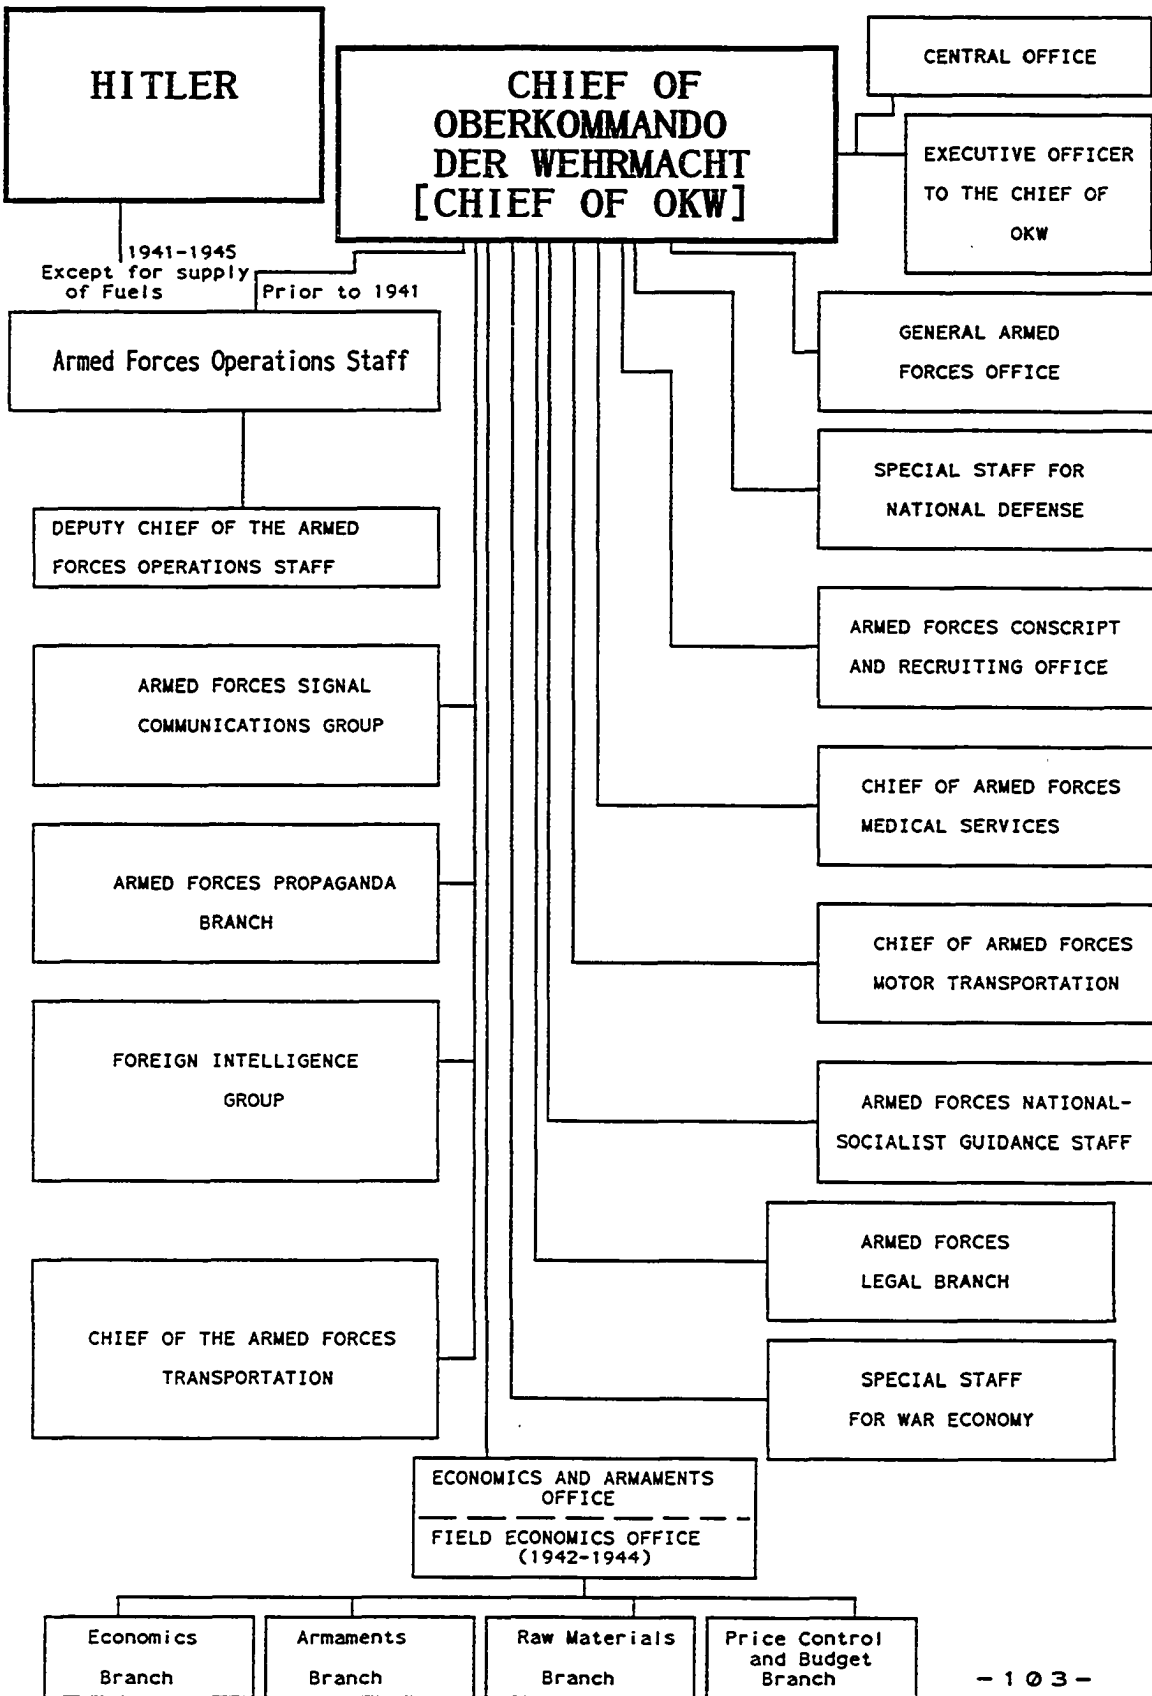 HITLER
CHIEF OF
OBERKOMMANDO
DER WEHRMACHT
[CHIEF OF OKW]
CENTRAL OFFICE
EXECUTIVE OFFICER
TO THE CHIEF OF
OKW
1941-1945
Except for supply
of Fuels
Prior to 1941
Armed Forces Operations Staff
GENERAL ARMED
FORCES OFFICE
SPECIAL STAFF FOR
NATIONAL DEFENSE
DEPUTY CHIEF OF THE ARMED
FORCES OPERATIONS STAFF
ARMED FORCES CONSCRIPT
AND RECRUITING OFFICE
ARMED FORCES SIGNAL
COMMUNICATIONS GROUP
CHIEF OF ARMED FORCES
MEDICAL SERVICES
ARMED FORCES PROPAGANDA
BRANCH
CHIEF OF ARMED FORCES
MOTOR TRANSPORTATION
FOREIGN INTELLIGENCE
GROUP
ARMED FORCES NATIONAL-
SOCIALIST GUIDANCE STAFF
ARMED FORCES
LEGAL BRANCH
CHIEF OF THE ARMED FORCES
TRANSPORTATION
SPECIAL STAFF
FOR WAR ECONOMY
ECONOMICS AND ARMAMENTS
OFFICE
FIELD ECONOMICS OFFICE
(1942-1944)
Economics
Branch
Armaments
Branch
Raw Materials
Branch
Price Control
and Budget
Branch
-103-